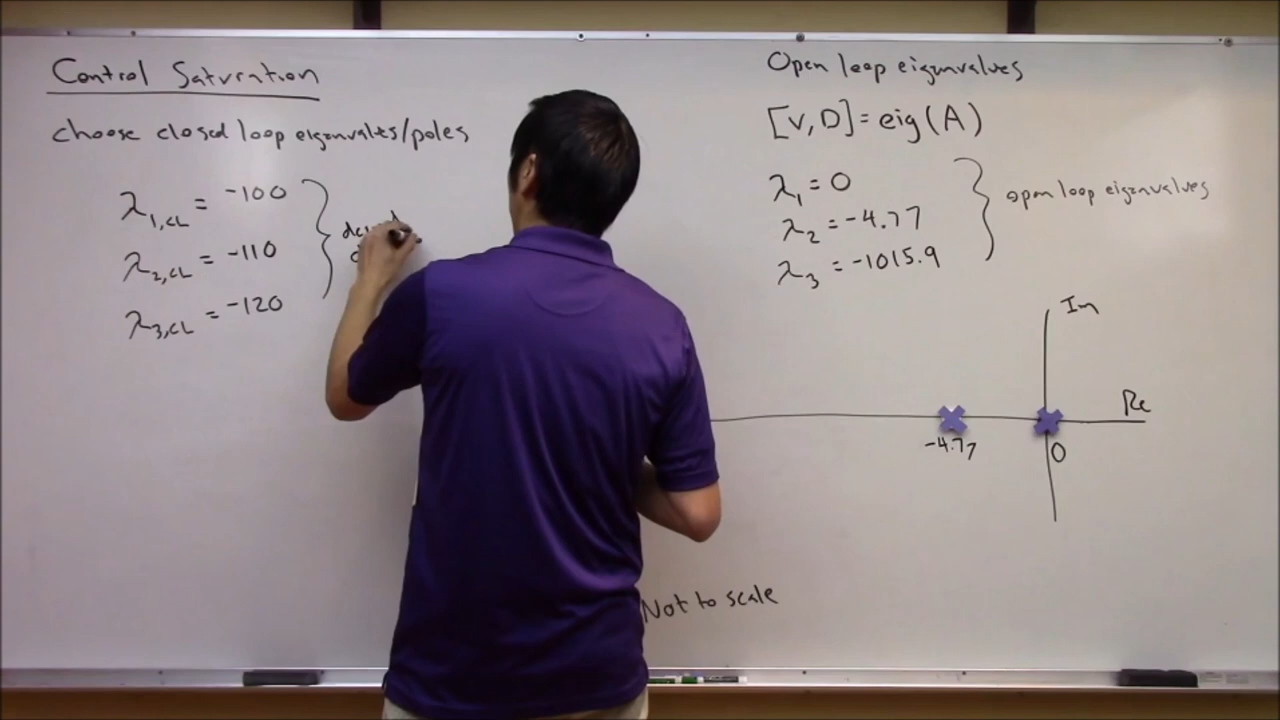 Control Saturation
choose closed loop eigenvalues/poles
λ1,CL = -100
λ2,CL = -110
λ3,CL = -120
Open loop eigenvalues
[V,D]=eig(A)
λ1=0
λ2=-4.77
λ3=-1015.9
open loop eigenvalues
Im
Re
-4.77
0
Not to scale